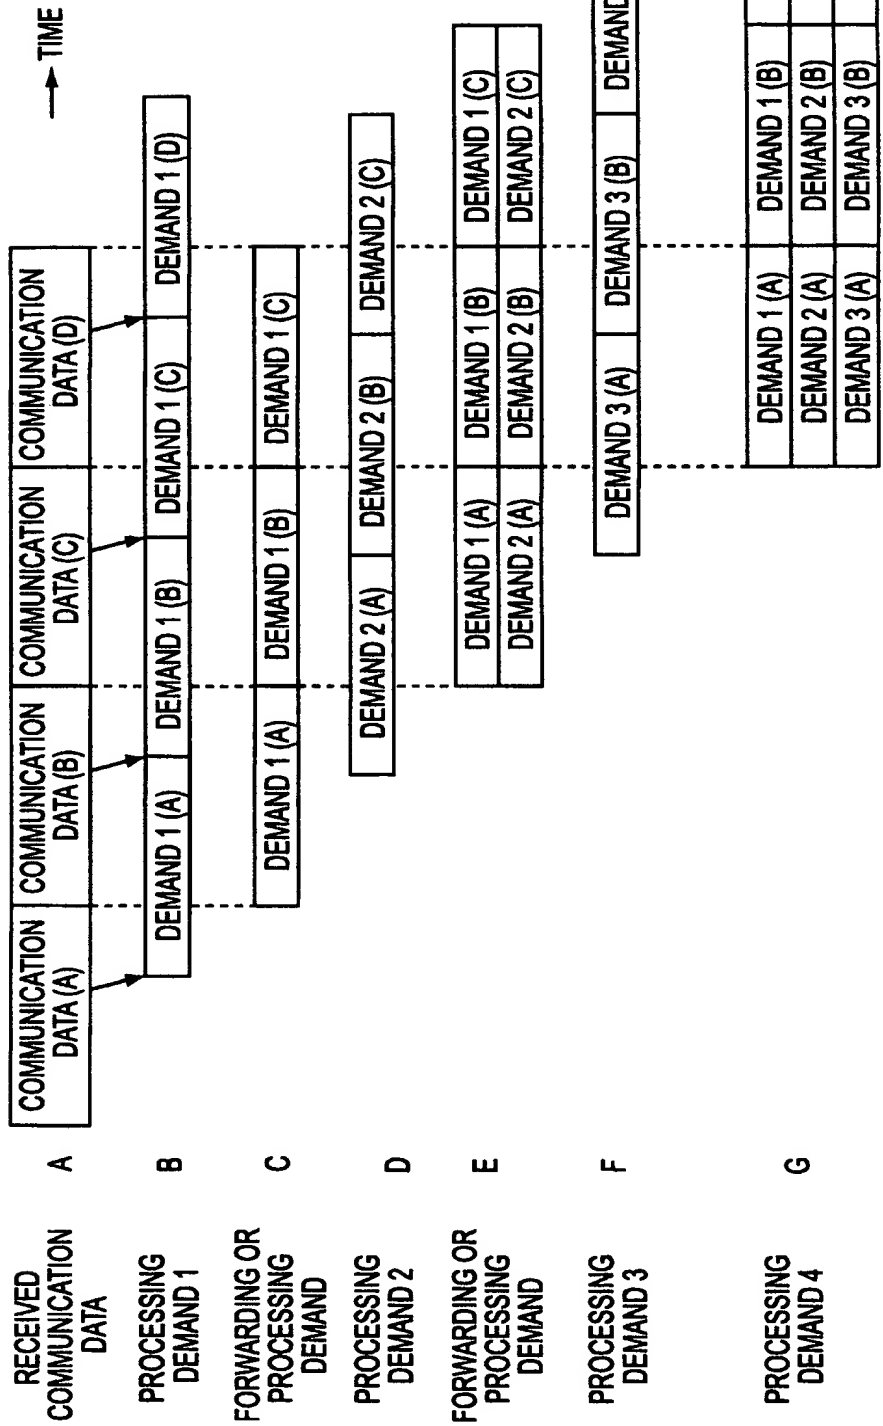 → TIME
RECEIVED
COMMUNICATION
DATA
A
COMMUNICATION
DATA (A)
COMMUNICATION
DATA (B)
COMMUNICATION
DATA (C)
COMMUNICATION
DATA (D)
PROCESSING
DEMAND 1
B
DEMAND 1 (A)
DEMAND 1 (B)
DEMAND 1 (C)
DEMAND 1 (D)
FORWARDING OR
PROCESSING
DEMAND
C
DEMAND 1 (A)
DEMAND 1 (B)
DEMAND 1 (C)
PROCESSING
DEMAND 2
D
DEMAND 2 (A)
DEMAND 2 (B)
DEMAND 2 (C)
FORWARDING OR
PROCESSING
DEMAND
E
DEMAND 1 (A)
DEMAND 1 (B)
DEMAND 1 (C)
DEMAND 2 (A)
DEMAND 2 (B)
DEMAND 2 (C)
PROCESSING
DEMAND 3
F
DEMAND 3 (A)
DEMAND 3 (B)
DEMAND
PROCESSING
DEMAND 4
G
DEMAND 1 (A)
DEMAND 1 (B)
DEMAND 2 (A)
DEMAND 2 (B)
DEMAND 3 (A)
DEMAND 3 (B)